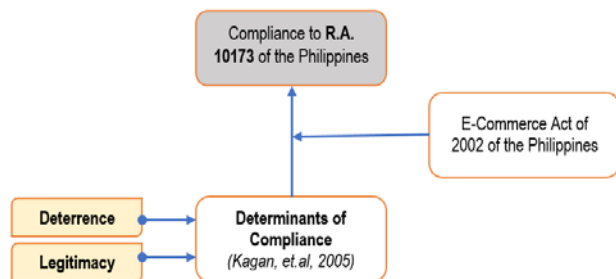 Compliance to R.A.
10173 of the Philippines
E-Commerce Act of
2002 of the Philippines
Deterrence
Legitimacy
Determinants of
Compliance
(Kagan, et.al, 2005)